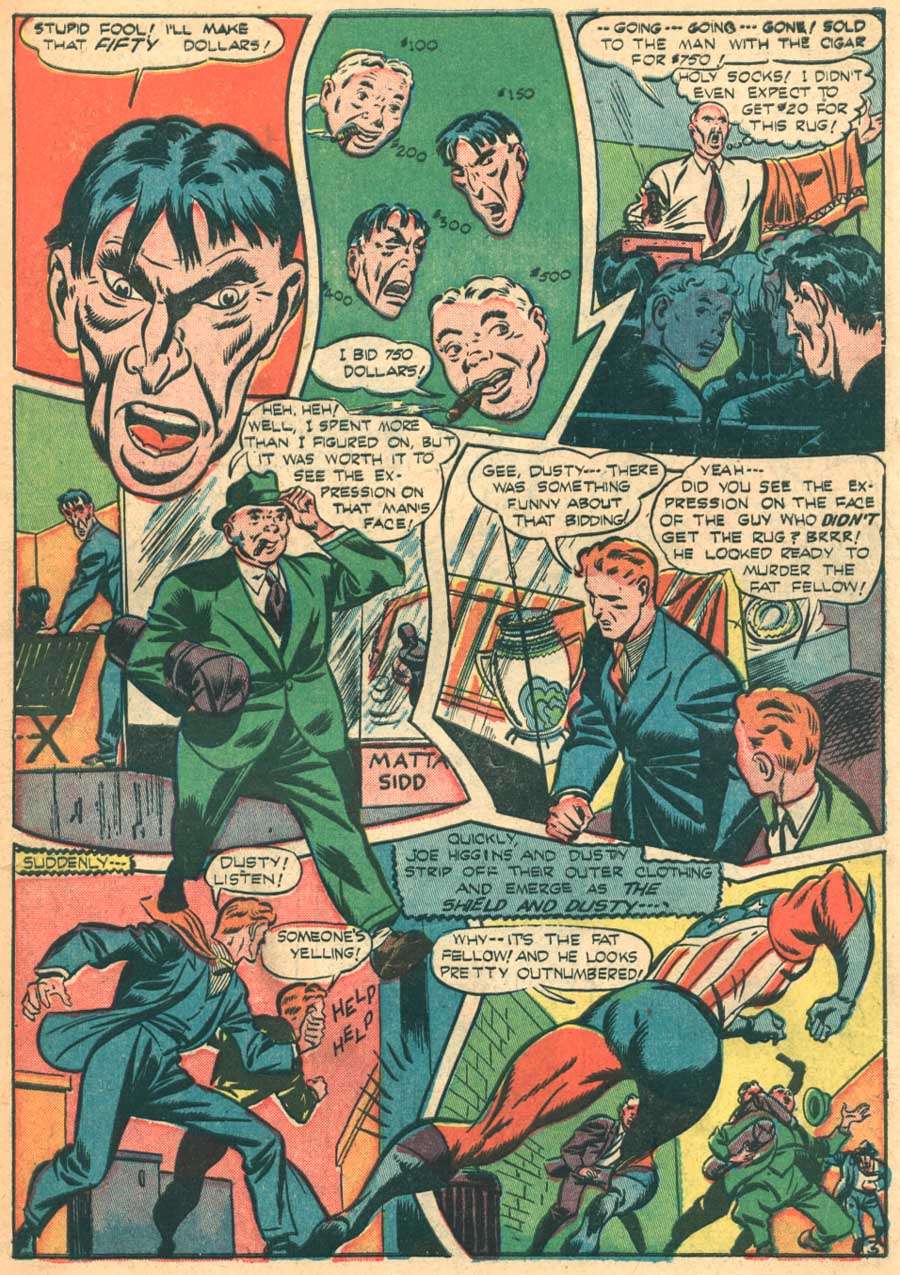 STUPID FOOL! I'LL MAKE
THAT FIFTY DOLLARS!
$100
$150
$200
$300
$400
$500
I BID 750
DOLLARS!
-- GOING --- GOING --- GONE! SOLD
TO THE MAN WITH THE CIGAR
FOR $750!
HOLY SOCKS! I DIDN'T
EVEN EXPECT TO
GET $20 FOR
THIS RUG!
HEH, HEH!
WELL, I SPENT MORE
THAN I FIGURED ON, BUT
IT WAS WORTH IT TO
SEE THE EX-
PRESSION ON
THAT MAN'S
FACE!
MATTA
SIDD
GEE, DUSTY--- THERE
WAS SOMETHING
FUNNY ABOUT
THAT BIDDING!
YEAH---
DID YOU SEE THE EX-
PRESSION ON THE FACE
OF THE GUY WHO DIDN'T
GET THE RUG? BRRR!
HE LOOKED READY TO
MURDER THE
FAT FELLOW!
SUDDENLY---
DUSTY!
LISTEN!
SOMEONE'S
YELLING!
HELP
HELP
QUICKLY,
JOE HIGGINS AND DUSTY
STRIP OFF THEIR OUTER CLOTHING
AND EMERGE AS THE
SHIELD AND DUSTY---
WHY-- IT'S THE FAT
FELLOW! AND HE LOOKS
PRETTY OUTNUMBERED!
3